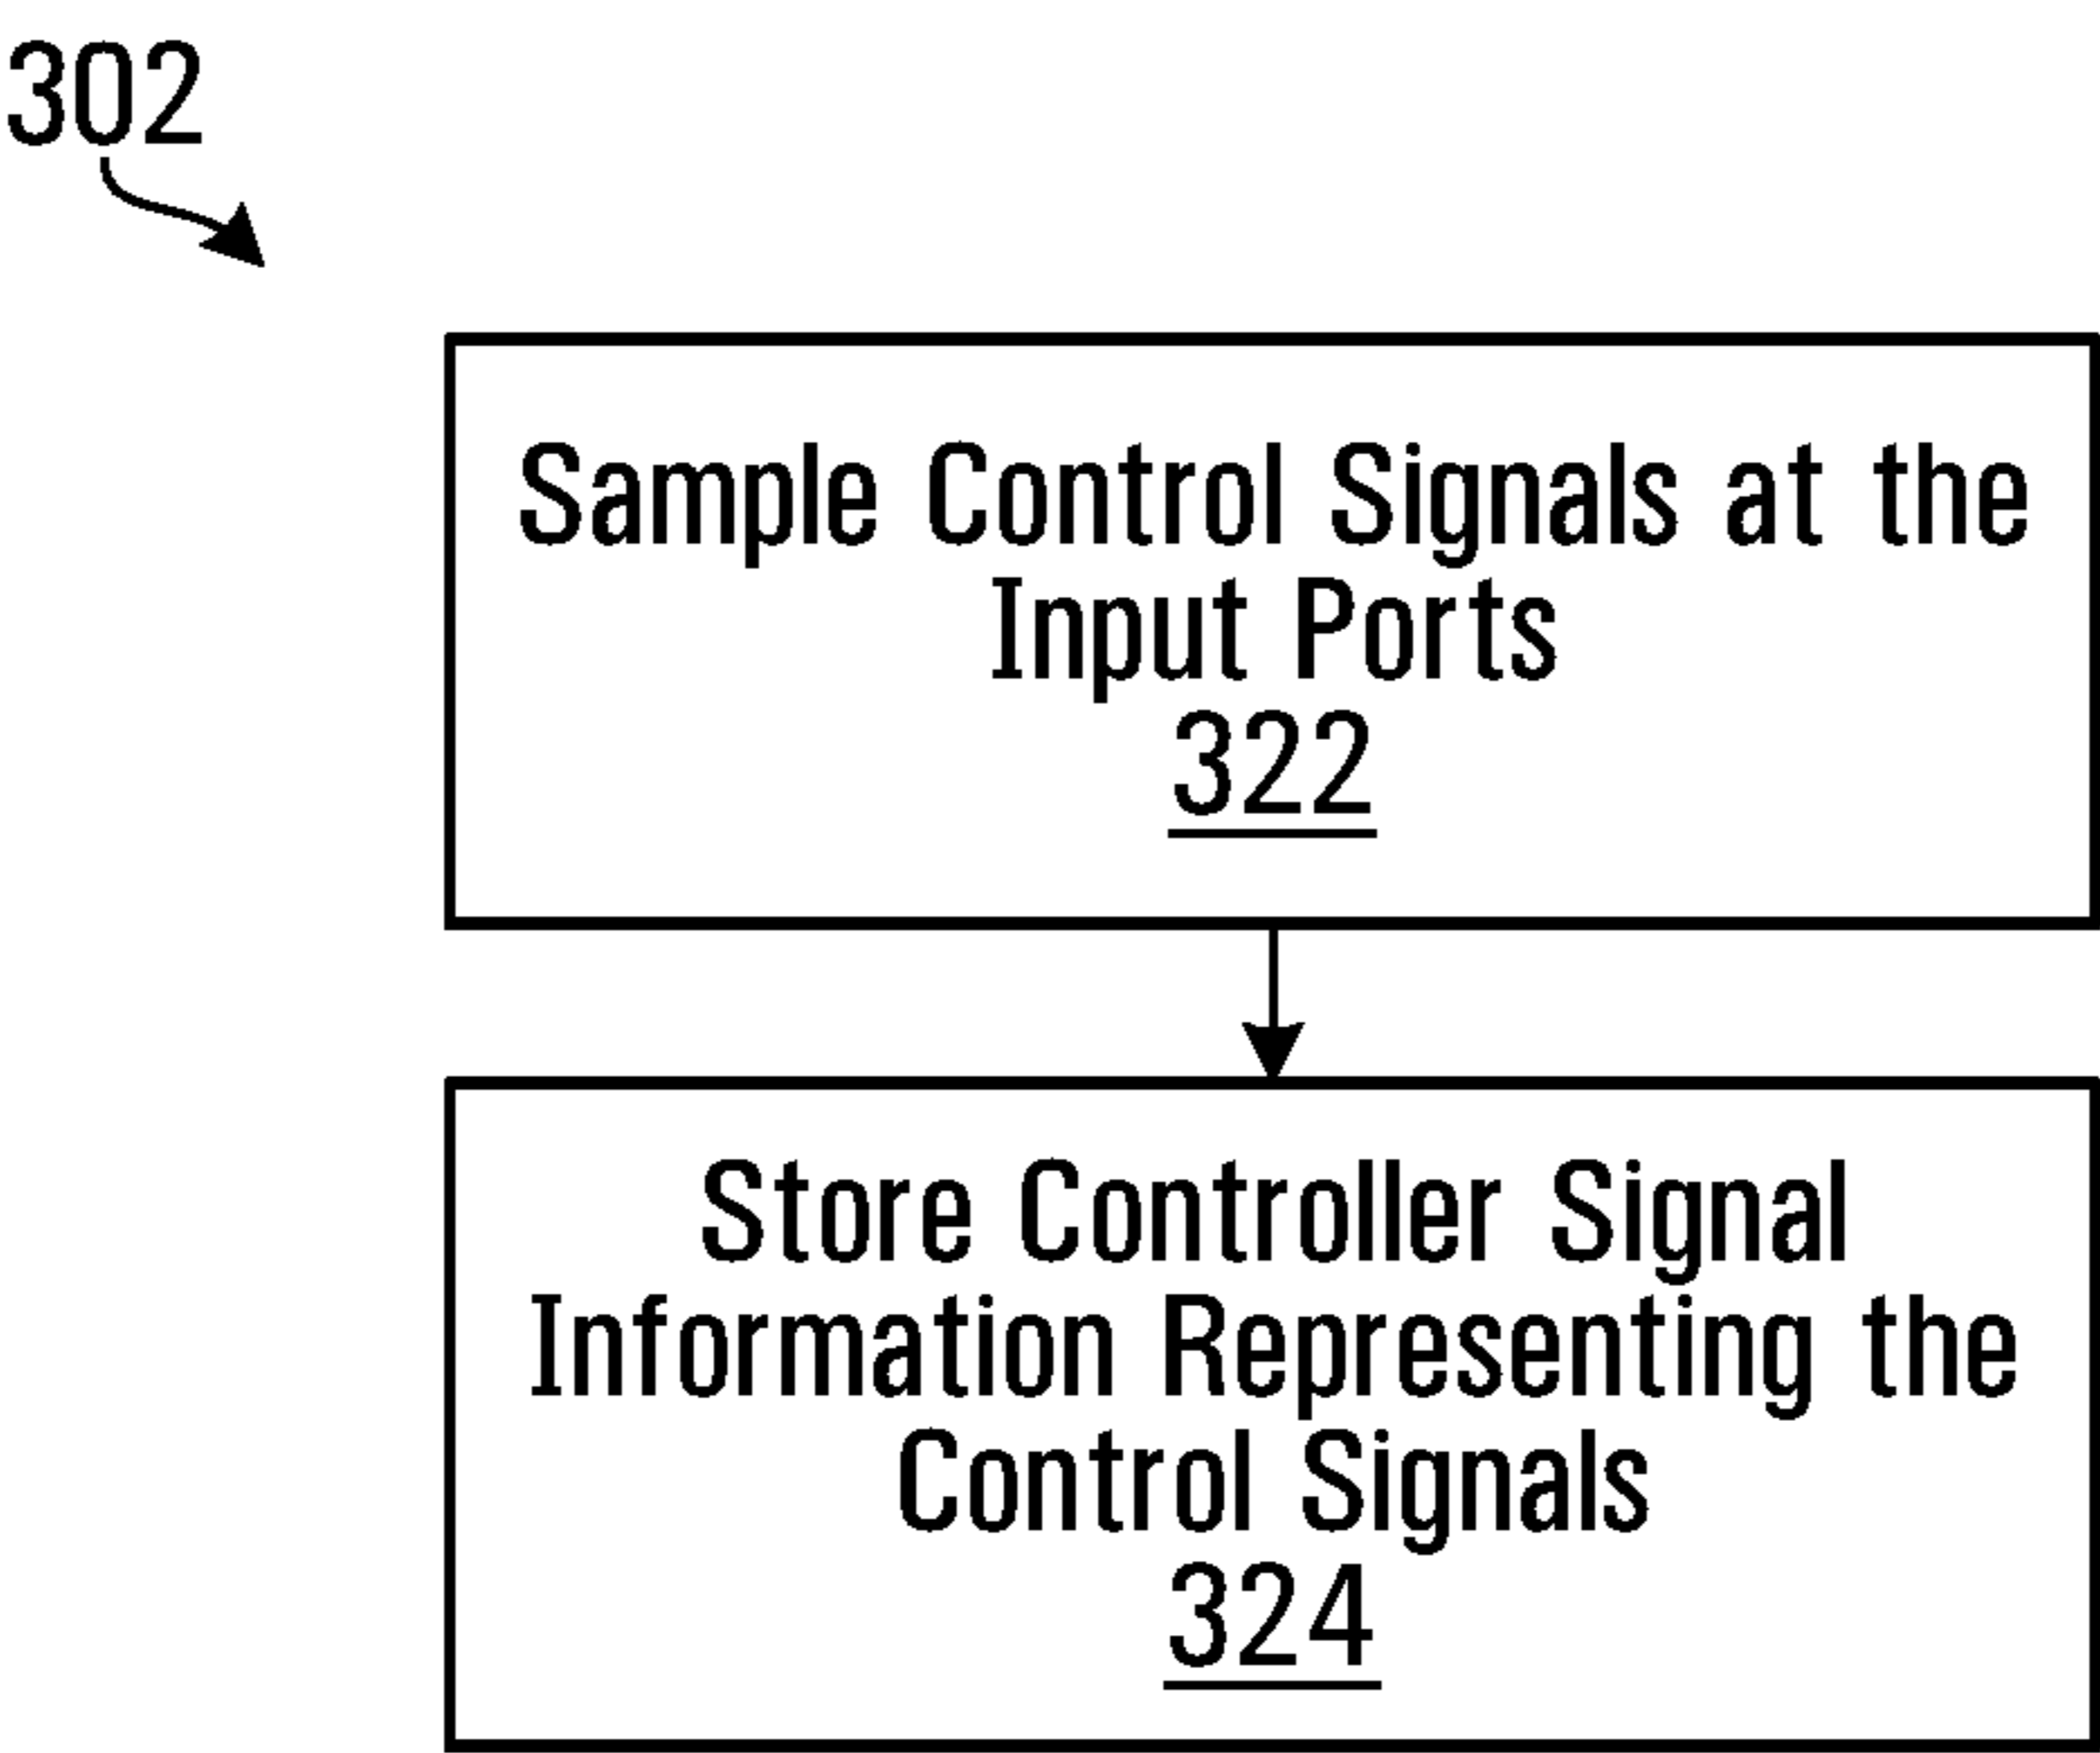 302
Sample Control Signals at the
Input Ports
322
Store Controller Signal
Information Representing the
Control Signals
324